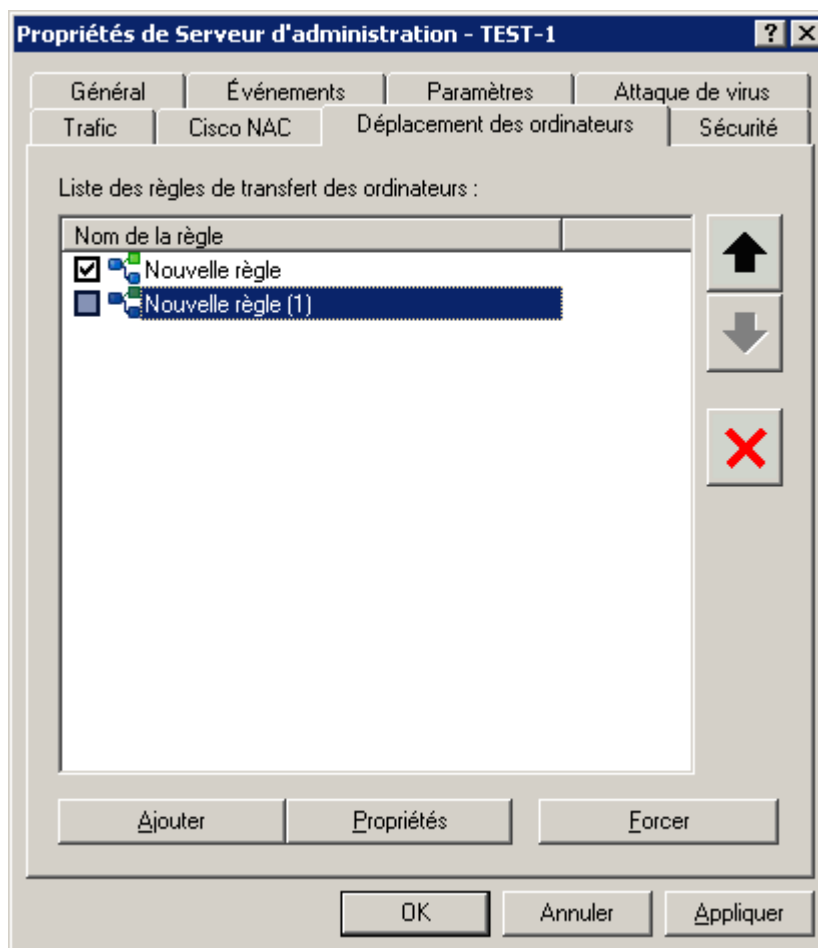 Propriétés de Serveur d'administration - TEST-1
Général Événements Paramètres Attaque de virus
Trafic Cisco NAC Déplacement des ordinateurs Sécurité
Liste des règles de transfert des ordinateurs :
Nom de la règle
Nouvelle règle
Nouvelle règle (1)
Ajouter Propriétés Forcer
OK Annuler Appliquer